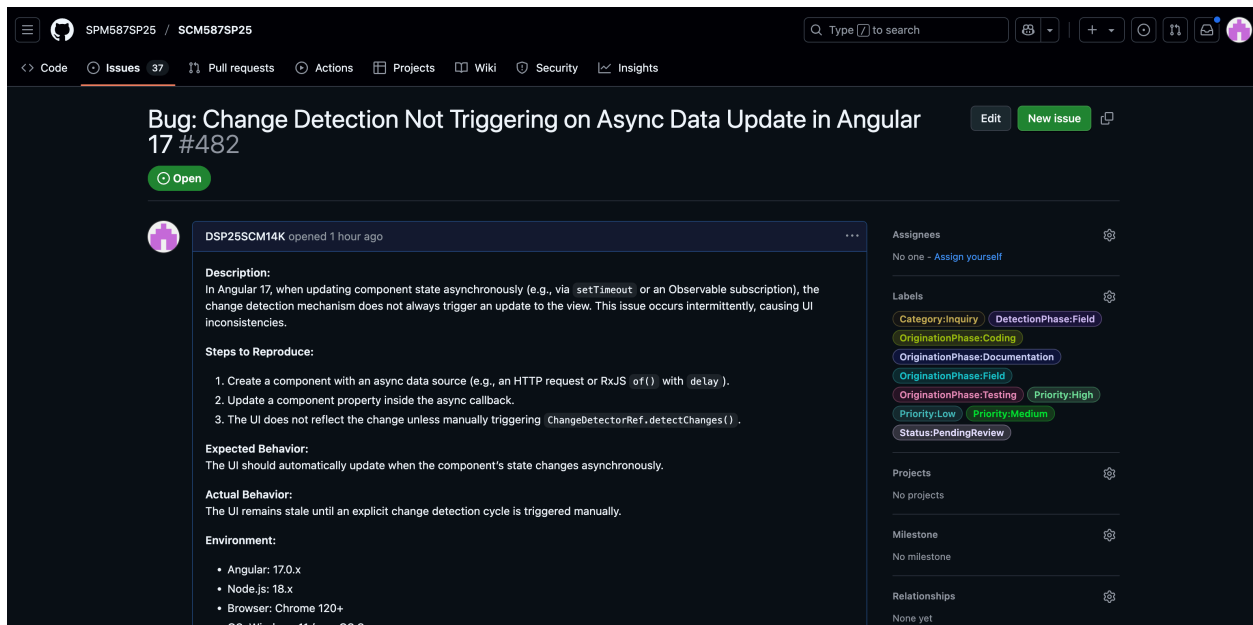 SPM587SP25 / SCM587SP25
Type / to search
Code
Issues 37
Pull requests
Actions
Projects
Wiki
Security
Insights
Bug: Change Detection Not Triggering on Async Data Update in Angular
17 #482
Edit
New issue
Open
DSP25SCM14K opened 1 hour ago
Description:
In Angular 17, when updating component state asynchronously (e.g., via setTimeout or an Observable subscription), the
change detection mechanism does not always trigger an update to the view. This issue occurs intermittently, causing UI
inconsistencies.
Steps to Reproduce:
1. Create a component with an async data source (e.g., an HTTP request or RxJS of() with delay ).
2. Update a component property inside the async callback.
3. The UI does not reflect the change unless manually triggering ChangeDetectorRef.detectChanges() .
Expected Behavior:
The UI should automatically update when the component's state changes asynchronously.
Actual Behavior:
The UI remains stale until an explicit change detection cycle is triggered manually.
Environment:
• Angular: 17.0.x
• Node.js: 18.x
• Browser: Chrome 120+
Assignees
No one - Assign yourself
Labels
Category:Inquiry DetectionPhase:Field
OriginationPhase:Coding
OriginationPhase:Documentation
OriginationPhase:Field
OriginationPhase:Testing Priority:High
Priority:Low Priority:Medium
Status:PendingReview
Projects
No projects
Milestone
No milestone
Relationships
None yet